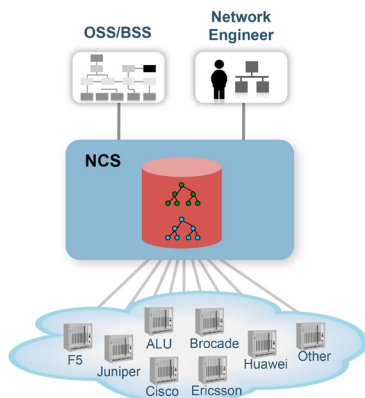 OSS/BSS
Network
Engineer
NCS
F5
Juniper
ALU
Cisco
Brocade
Ericsson
Huawei
Other